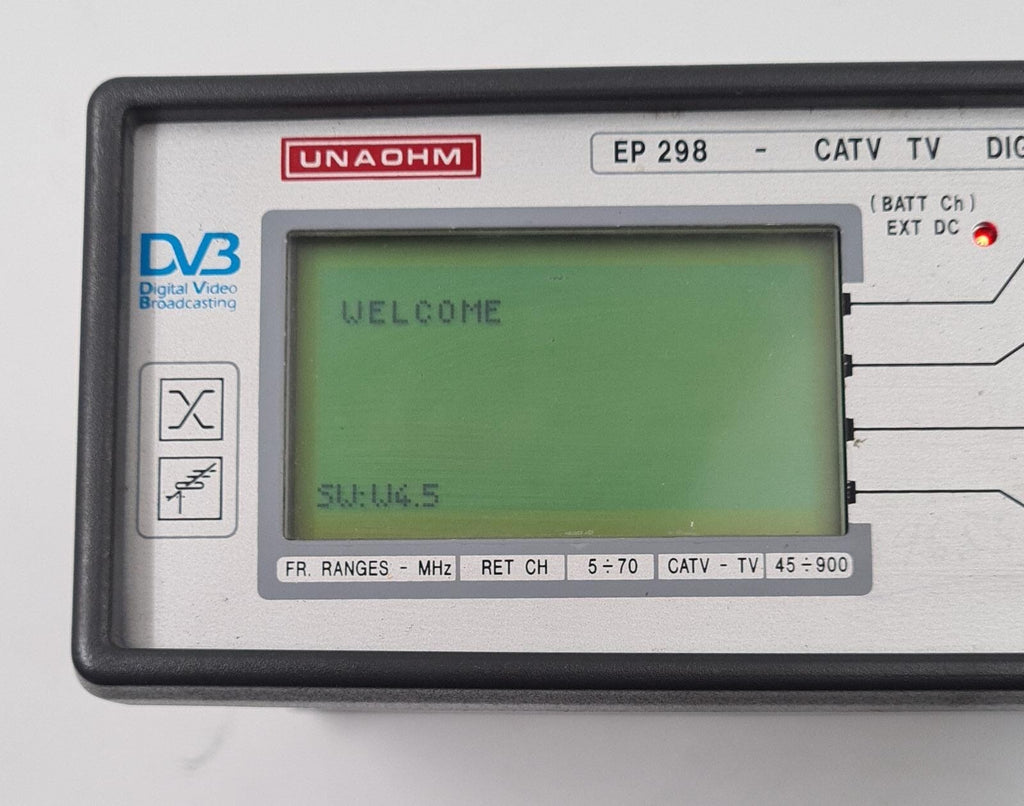 UNAOHM
EP 298 - CATV TV DIG
(BATT Ch)
EXT DC
DVB
Digital Video
Broadcasting
WELCOME
SW:V4.5
FR. RANGES - MHz RET CH 5÷70 CATV - TV 45÷900